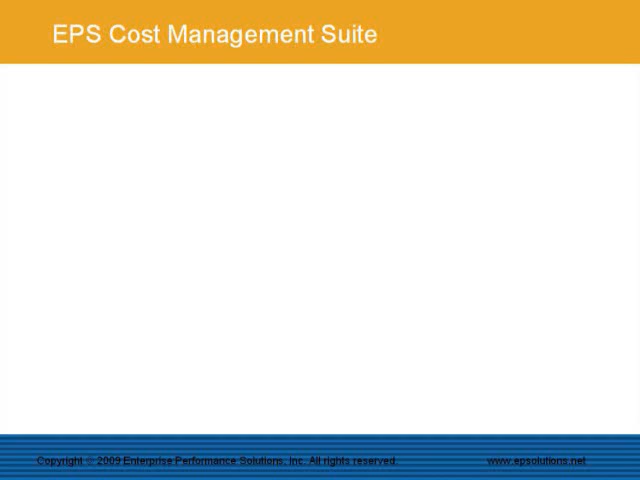 EPS Cost Management Suite
Copyright © 2009 Enterprise Performance Solutions, Inc. All rights reserved.
www.epsolutions.net